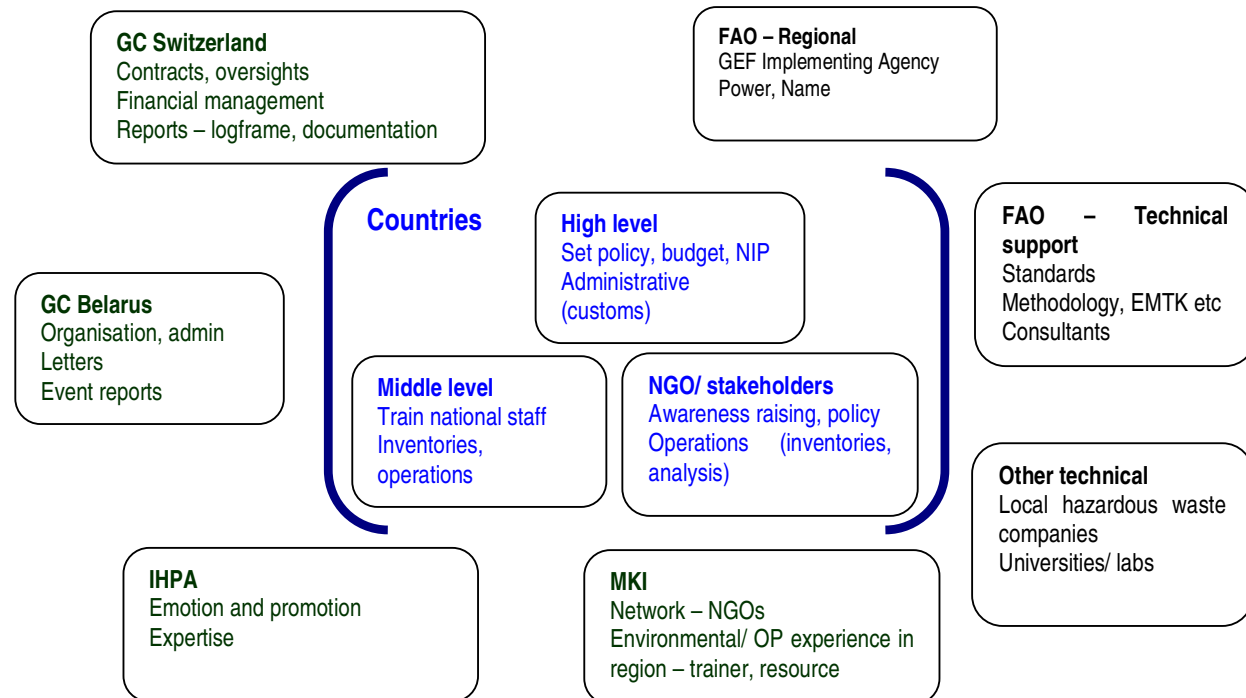 GC Switzerland
Contracts, oversights
Financial management
Reports – logframe, documentation
FAO – Regional
GEF Implementing Agency
Power, Name
Countries
High level
Set policy, budget, NIP
Administrative
(customs)
FAO – Technical
support
Standards
Methodology, EMTK etc
Consultants
GC Belarus
Organisation, admin
Letters
Event reports
Middle level
Train national staff
Inventories,
operations
NGO/ stakeholders
Awareness raising, policy
Operations (inventories,
analysis)
Other technical
Local hazardous waste
companies
Universities/ labs
IHPA
Emotion and promotion
Expertise
MKI
Network – NGOs
Environmental/ OP experience in
region – trainer, resource